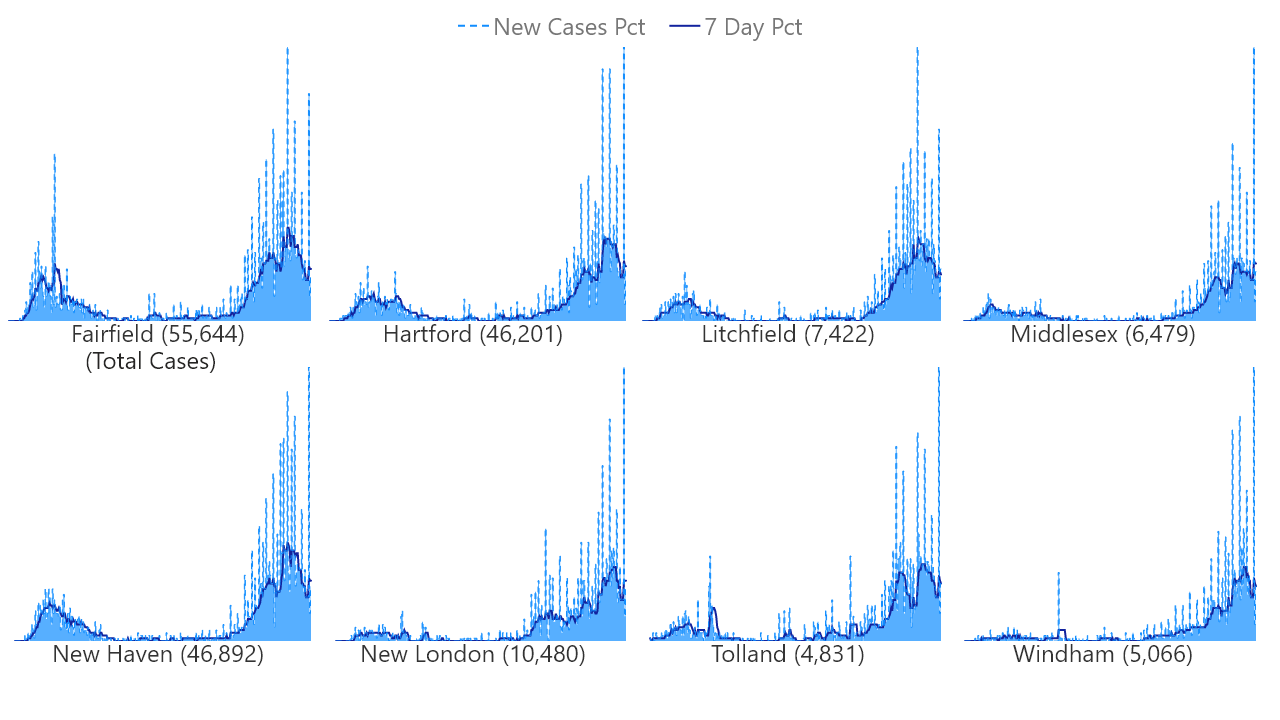 New Cases Pct 7 Day Pct
Fairfield (55,644) Hartford (46,201) Litchfield (7,422) Middlesex (6,479)
(Total Cases)
New Haven (46,892) New London (10,480) Tolland (4,831) Windham (5,066)